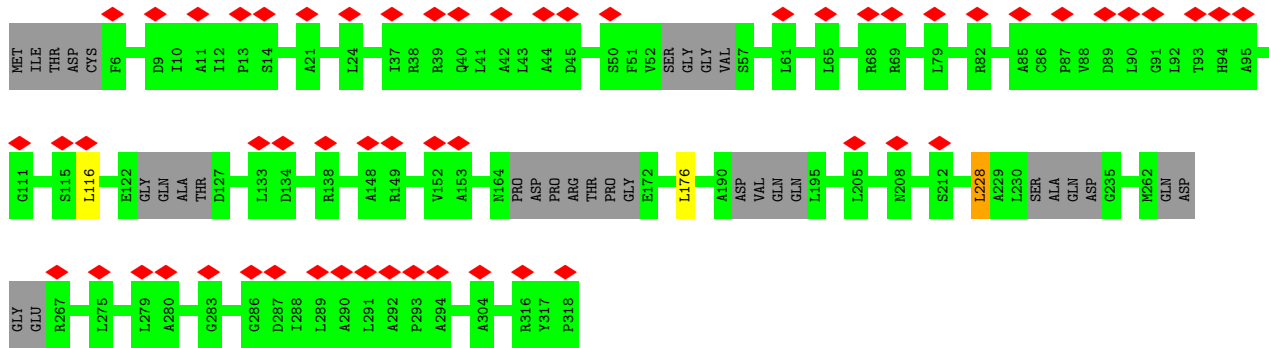 MET ILE THR ASP CYS F6 D9 I10 A11 I12 P13 S14 A21 L24 I37 R38 R39 Q40 L41 A42 L43 A44 D45 S50 F51 V52 SER GLY GLY VAL S57 L61 L65 R68 R69 L79 R82 A85 C86 P87 V88 D89 L90 G91 L92 T93 H94 A95
G111 S115 L116 E122 GLY GLN ALA THR D127 L133 D134 R138 A148 R149 V152 A153 N164 PRO ASP PRO ARG THR PRO GLY E172 L176 A190 ASP VAL GLN GLN L195 L205 N208 S212 L228 A229 L230 SER ALA GLN ASP G235 M262 GLN ASP
GLY GLU R267 L275 L279 A280 G283 G286 D287 I288 L289 A290 L291 A292 P293 A294 A304 R316 Y317 P318